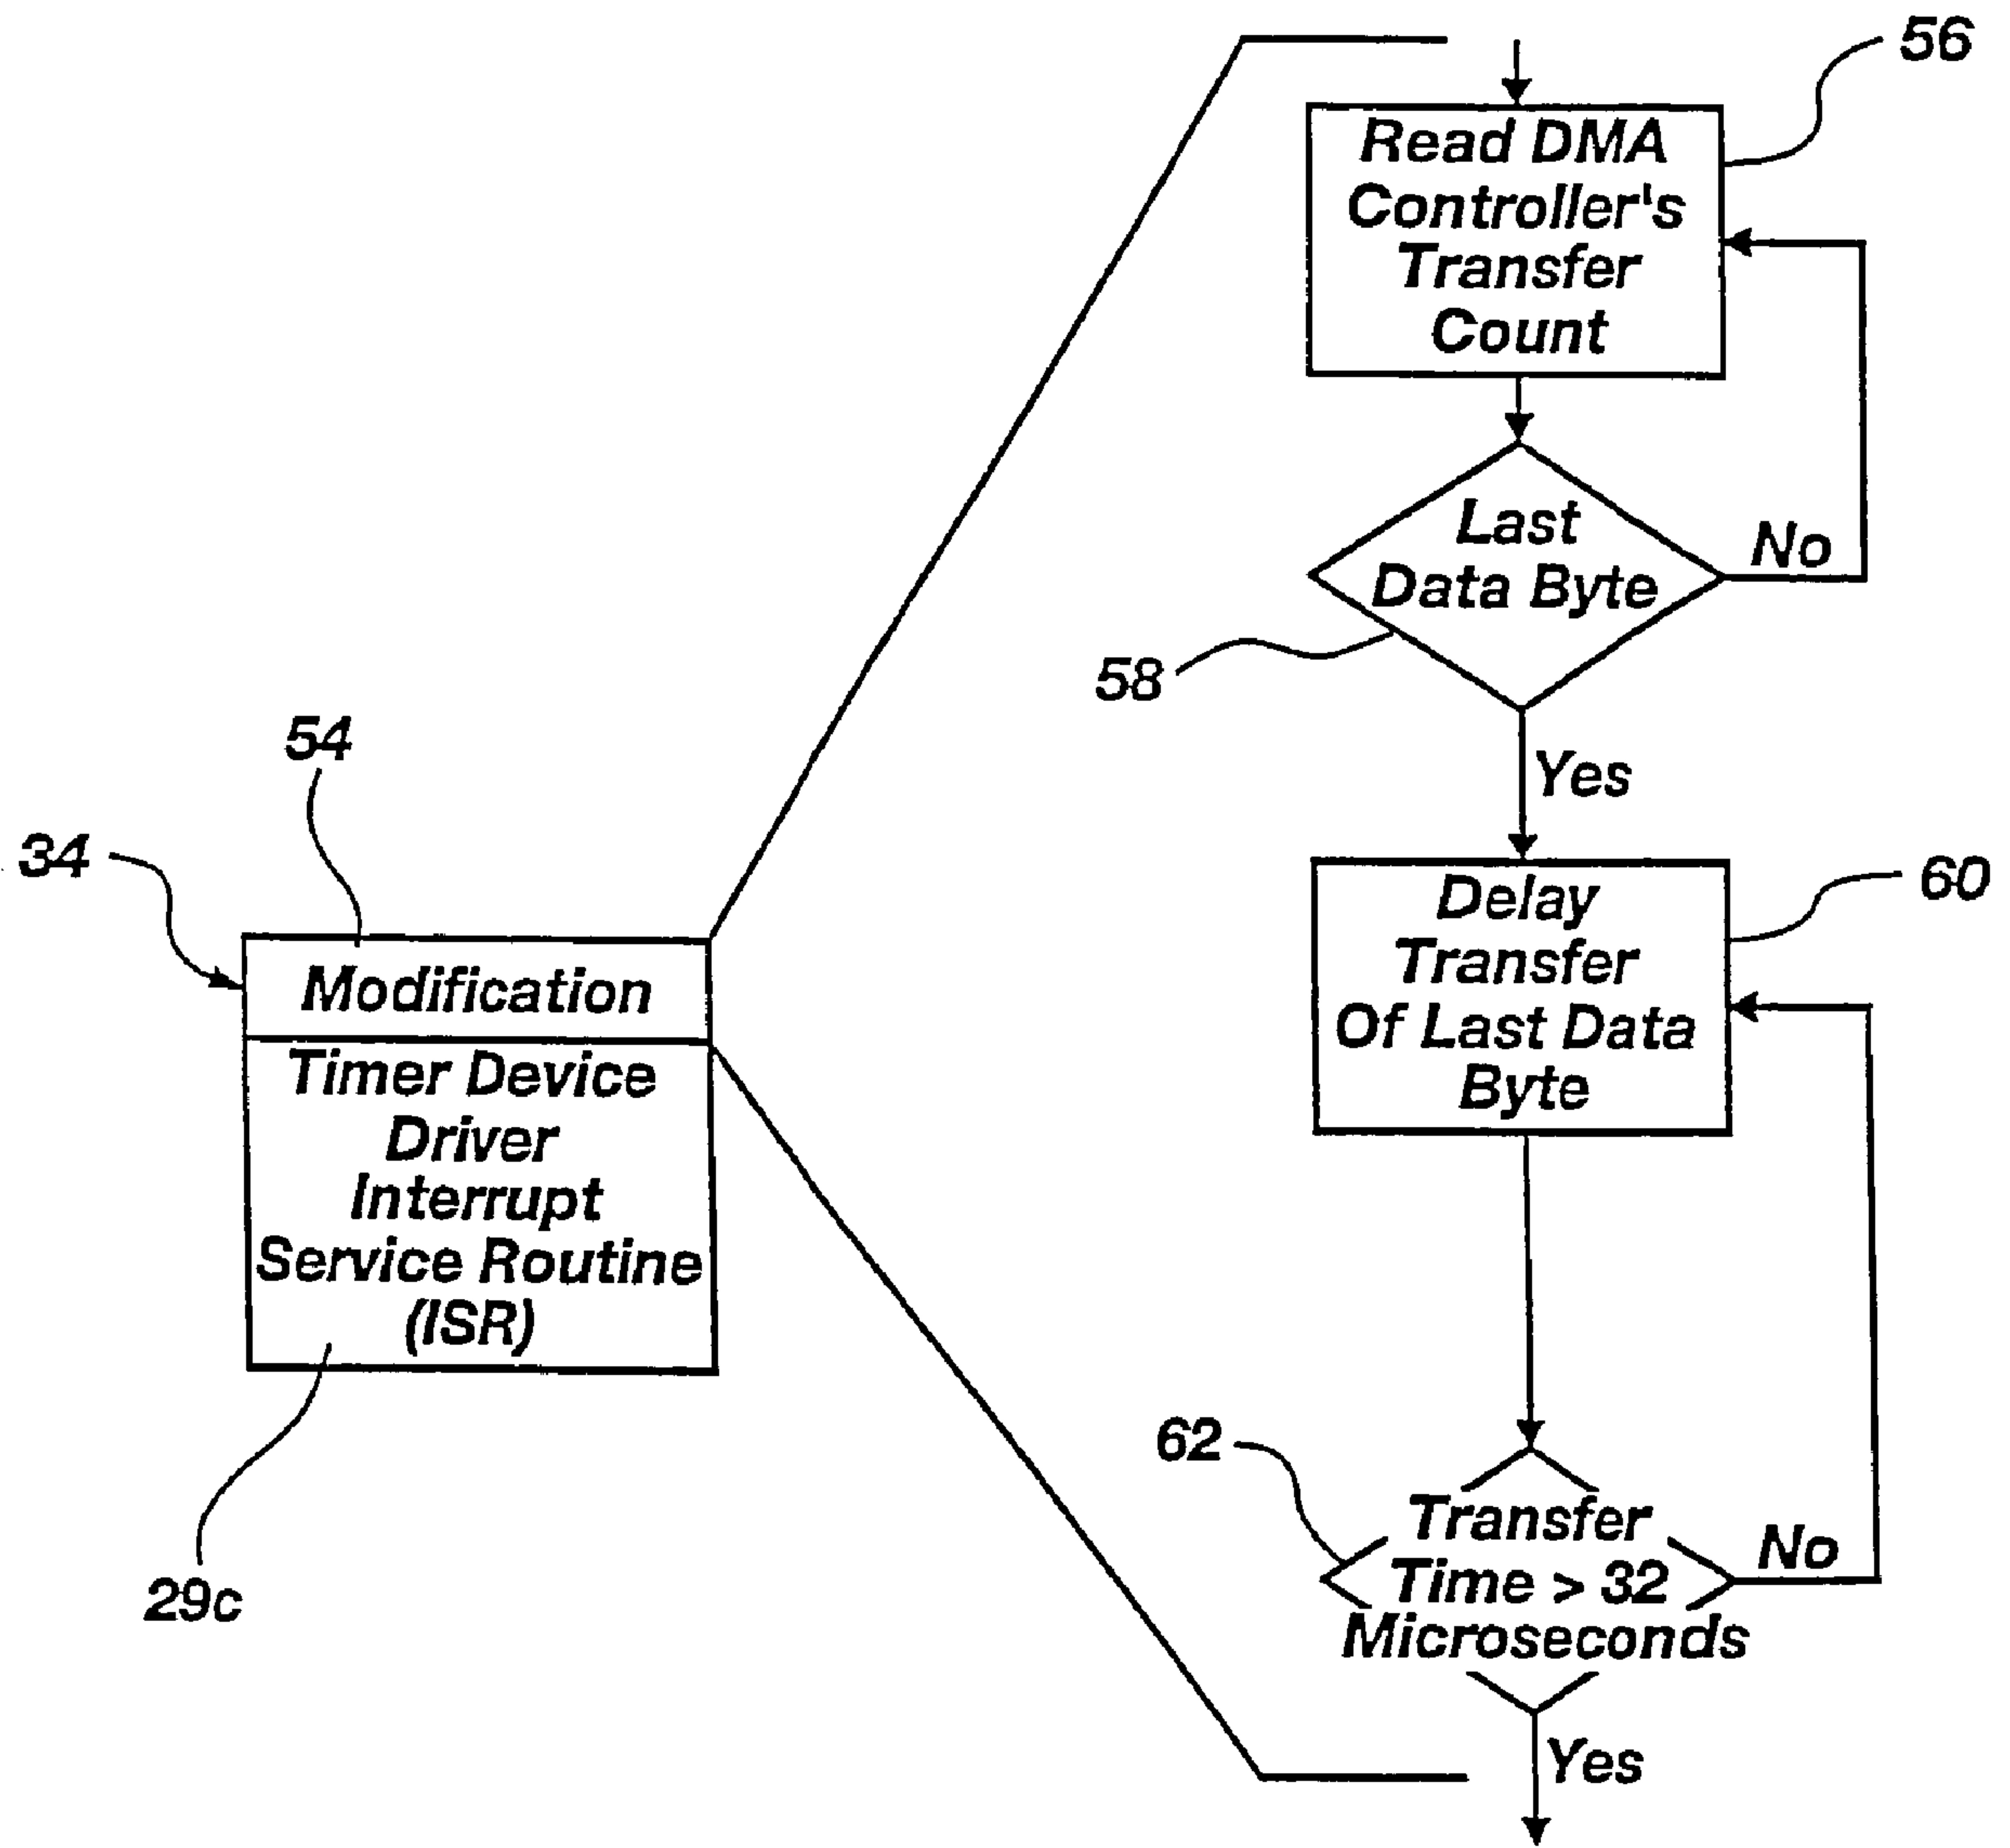 56
Read DMA
Controller's
Transfer
Count
Last
Data Byte
No
58
Yes
54
34
Modification
Timer Device
Driver
Interrupt
Service Routine
(ISR)
29c
60
Delay
Transfer
Of Last Data
Byte
62
Transfer
Time > 32
Microseconds
No
Yes